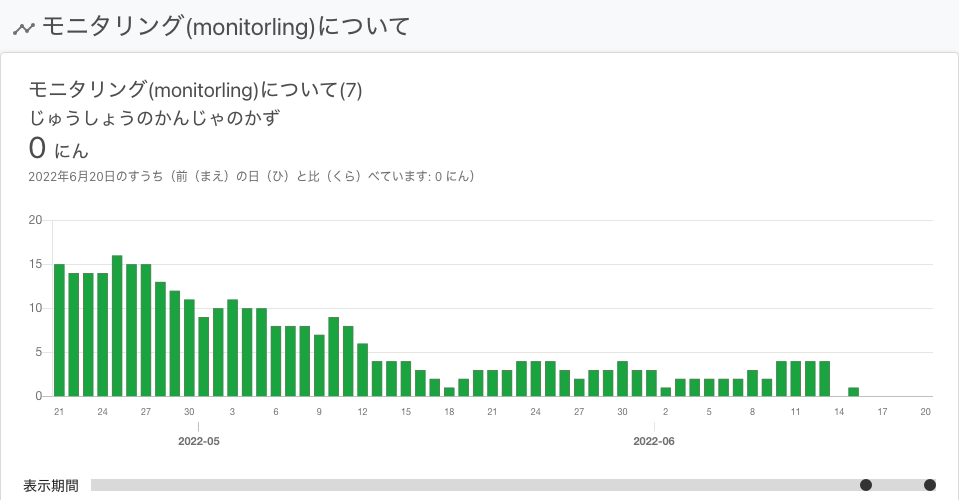 モニタリング(monitorling)について
モニタリング(monitorling)について(7)
じゅうしょうのかんじゃのかず
0 にん
2022年6月20日のすうち（前（まえ）の日（ひ）と比（くら）べています: 0 にん）
20
15
10
5
0
21 24 27 30 3 6 9 12 15 18 21 24 27 30 2 5 8 11 14 17 20
2022-05 2022-06
表示期間